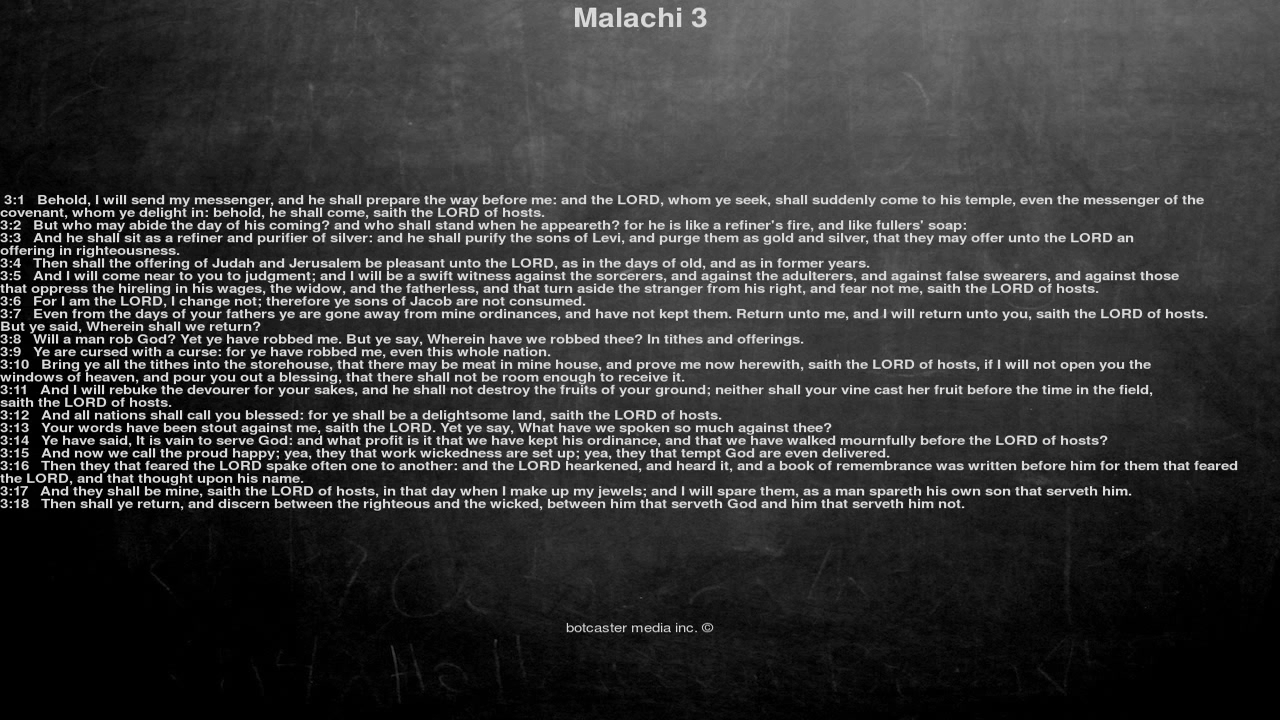 Malachi 3
3:1 Behold, I will send my messenger, and he shall prepare the way before me: and the LORD, whom ye seek, shall suddenly come to his temple, even the messenger of the
covenant, whom ye delight in: behold, he shall come, saith the LORD of hosts.
3:2 But who may abide the day of his coming? and who shall stand when he appeareth? for he is like a refiner's fire, and like fullers' soap:
3:3 And he shall sit as a refiner and purifier of silver: and he shall purify the sons of Levi, and purge them as gold and silver, that they may offer unto the LORD an
offering in righteousness.
3:4 Then shall the offering of Judah and Jerusalem be pleasant unto the LORD, as in the days of old, and as in former years.
3:5 And I will come near to you to judgment; and I will be a swift witness against the sorcerers, and against the adulterers, and against false swearers, and against those
that oppress the hireling in his wages, the widow, and the fatherless, and that turn aside the stranger from his right, and fear not me, saith the LORD of hosts.
3:6 For I am the LORD, I change not; therefore ye sons of Jacob are not consumed.
3:7 Even from the days of your fathers ye are gone away from mine ordinances, and have not kept them. Return unto me, and I will return unto you, saith the LORD of hosts.
But ye said, Wherein shall we return?
3:8 Will a man rob God? Yet ye have robbed me. But ye say, Wherein have we robbed thee? In tithes and offerings.
3:9 Ye are cursed with a curse: for ye have robbed me, even this whole nation.
3:10 Bring ye all the tithes into the storehouse, that there may be meat in mine house, and prove me now herewith, saith the LORD of hosts, if I will not open you the
windows of heaven, and pour you out a blessing, that there shall not be room enough to receive it.
3:11 And I will rebuke the devourer for your sakes, and he shall not destroy the fruits of your ground; neither shall your vine cast her fruit before the time in the field,
saith the LORD of hosts.
3:12 And all nations shall call you blessed: for ye shall be a delightsome land, saith the LORD of hosts.
3:13 Your words have been stout against me, saith the LORD. Yet ye say, What have we spoken so much against thee?
3:14 Ye have said, It is vain to serve God: and what profit is it that we have kept his ordinance, and that we have walked mournfully before the LORD of hosts?
3:15 And now we call the proud happy; yea, they that work wickedness are set up; yea, they that tempt God are even delivered.
3:16 Then they that feared the LORD spake often one to another: and the LORD hearkened, and heard it, and a book of remembrance was written before him for them that feared
the LORD, and that thought upon his name.
3:17 And they shall be mine, saith the LORD of hosts, in that day when I make up my jewels; and I will spare them, as a man spareth his own son that serveth him.
3:18 Then shall ye return, and discern between the righteous and the wicked, between him that serveth God and him that serveth him not.
botcaster media inc. ©